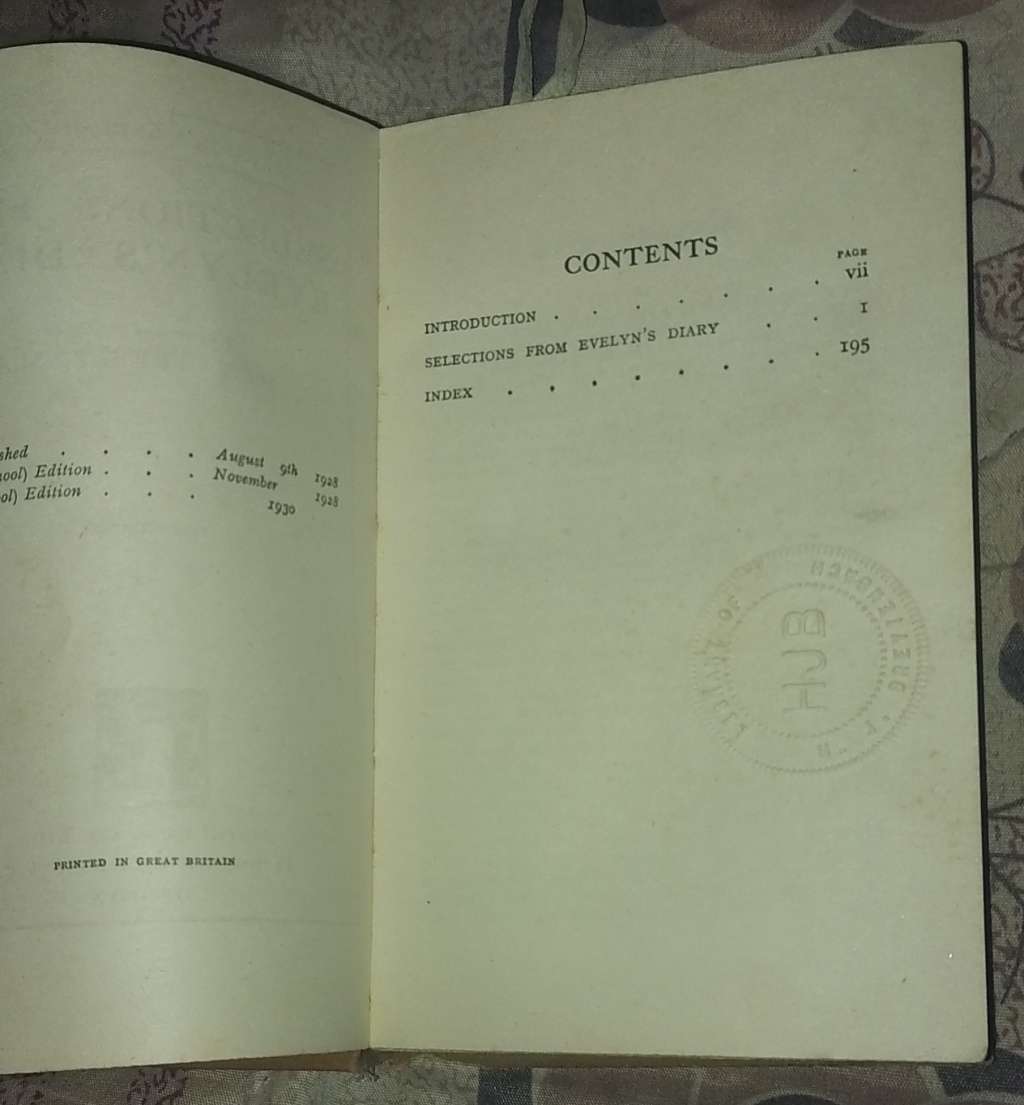 shed . . . . August 9th 1928
ool) Edition . . . November 1928
ol) Edition . . . 1930
PRINTED IN GREAT BRITAIN
CONTENTS
PAGE
INTRODUCTION . . . . . . . vii
SELECTIONS FROM EVELYN'S DIARY . . 1
INDEX . . . . . . . . 195
OF
HJB